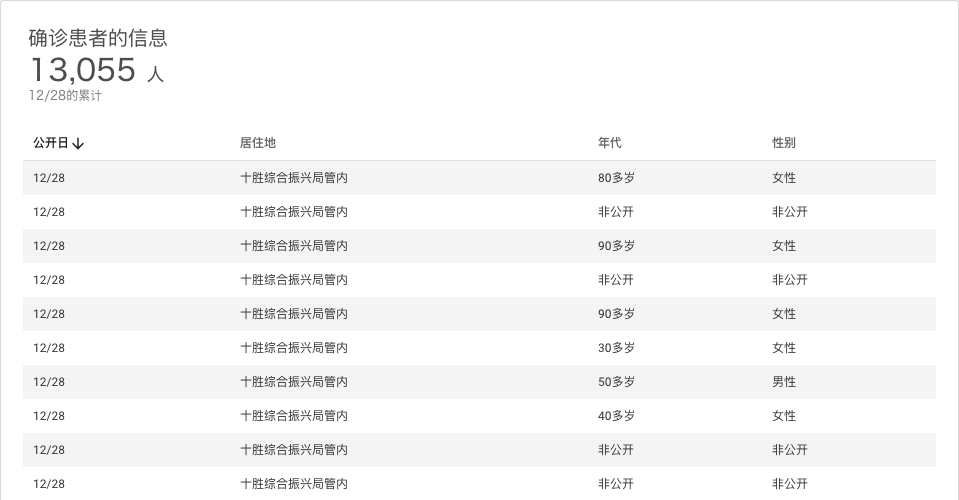 确诊患者的信息
13,055 人
12/28的累计
公开日 居住地 年代 性别
12/28 十胜综合振兴局管内 80多岁 女性
12/28 十胜综合振兴局管内 非公开 非公开
12/28 十胜综合振兴局管内 90多岁 女性
12/28 十胜综合振兴局管内 非公开 非公开
12/28 十胜综合振兴局管内 90多岁 女性
12/28 十胜综合振兴局管内 30多岁 女性
12/28 十胜综合振兴局管内 50多岁 男性
12/28 十胜综合振兴局管内 40多岁 女性
12/28 十胜综合振兴局管内 非公开 非公开
12/28 十胜综合振兴局管内 非公开 非公开